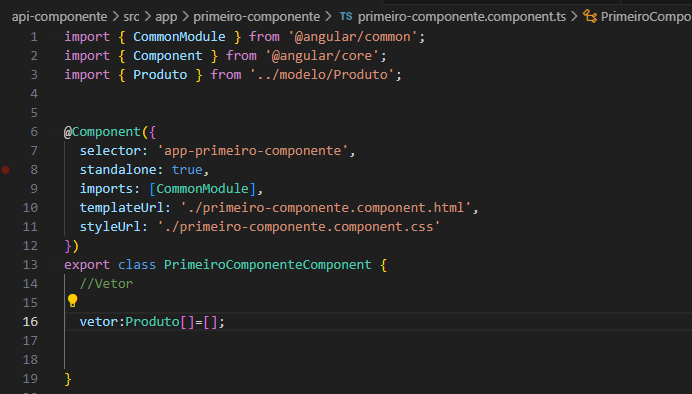 api-componente > src > app > primeiro-componente > TS primeiro-componente.component.ts > PrimeiroCompo
1 import { CommonModule } from '@angular/common';
2 import { Component } from '@angular/core';
3 import { Produto } from '../modelo/Produto';
4
5
6 @Component({
7 selector: 'app-primeiro-componente',
8 standalone: true,
9 imports: [CommonModule],
10 templateUrl: './primeiro-componente.component.html',
11 styleUrl: './primeiro-componente.component.css'
12 })
13 export class PrimeiroComponenteComponent {
14 //Vetor
15
16 vetor:Produto[]=[];
17
18
19 }